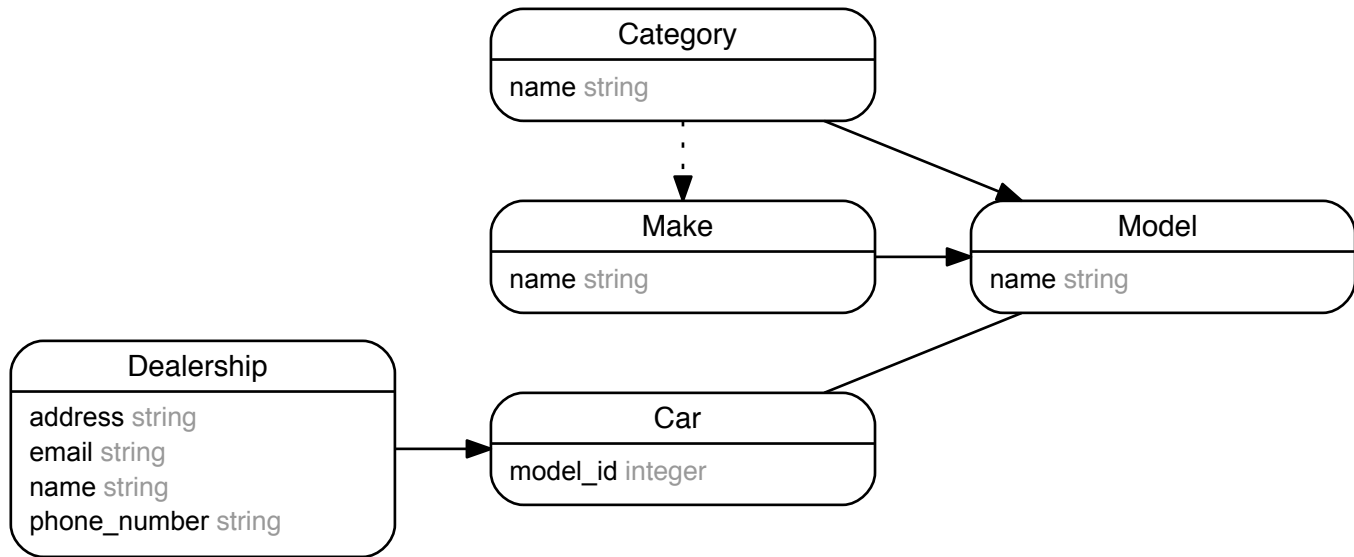 Category
name string
Make
name string
Model
name string
Dealership
address string
email string
name string
phone_number string
Car
model_id integer